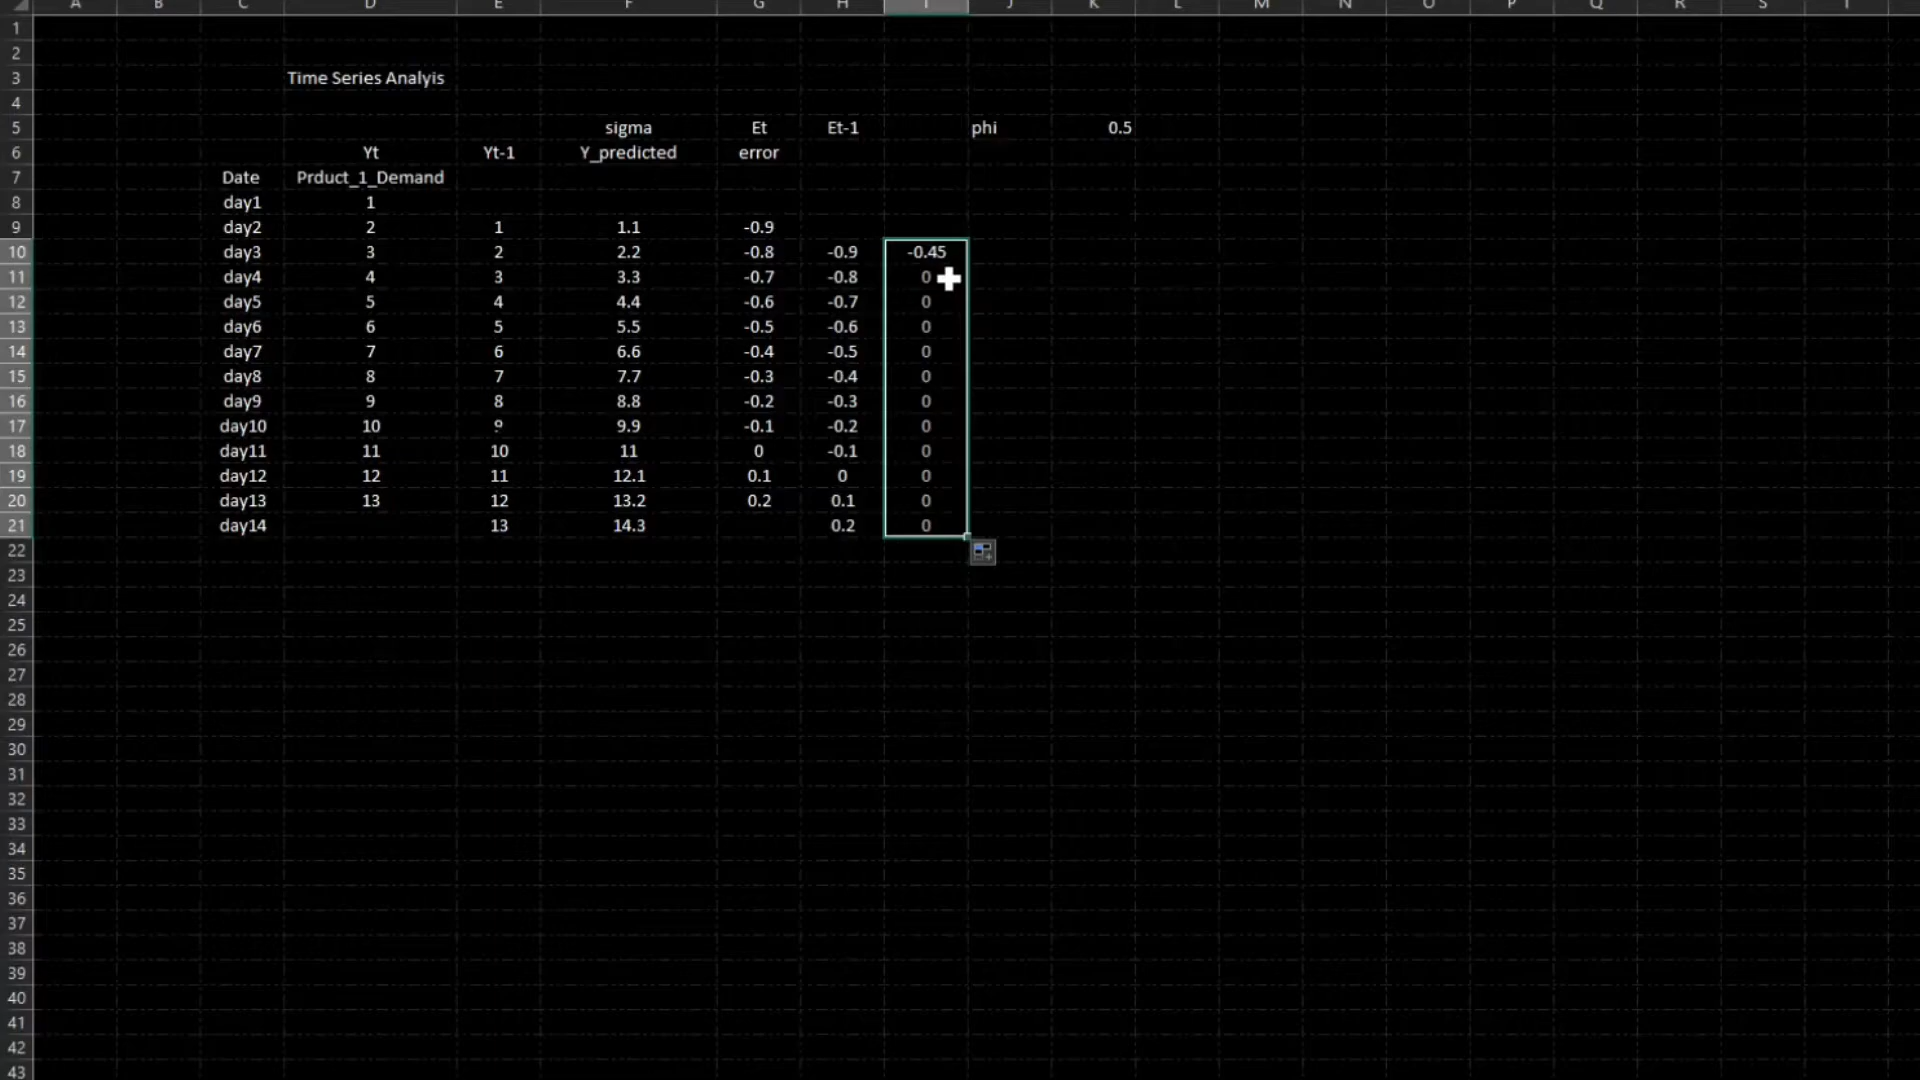 A B C D E F G H I J K L M N O P Q R S T
1
2
3 Time Series Analyis
4
5 sigma Et Et-1 phi 0.5
6 Yt Yt-1 Y_predicted error
7 Date Prduct_1_Demand
8 day1 1
9 day2 2 1 1.1 -0.9
10 day3 3 2 2.2 -0.8 -0.9 -0.45
11 day4 4 3 3.3 -0.7 -0.8 0
12 day5 5 4 4.4 -0.6 -0.7 0
13 day6 6 5 5.5 -0.5 -0.6 0
14 day7 7 6 6.6 -0.4 -0.5 0
15 day8 8 7 7.7 -0.3 -0.4 0
16 day9 9 8 8.8 -0.2 -0.3 0
17 day10 10 9 9.9 -0.1 -0.2 0
18 day11 11 10 11 0 -0.1 0
19 day12 12 11 12.1 0.1 0 0
20 day13 13 12 13.2 0.2 0.1 0
21 day14 13 14.3 0.2 0
22
23
24
25
26
27
28
29
30
31
32
33
34
35
36
37
38
39
40
41
42
43